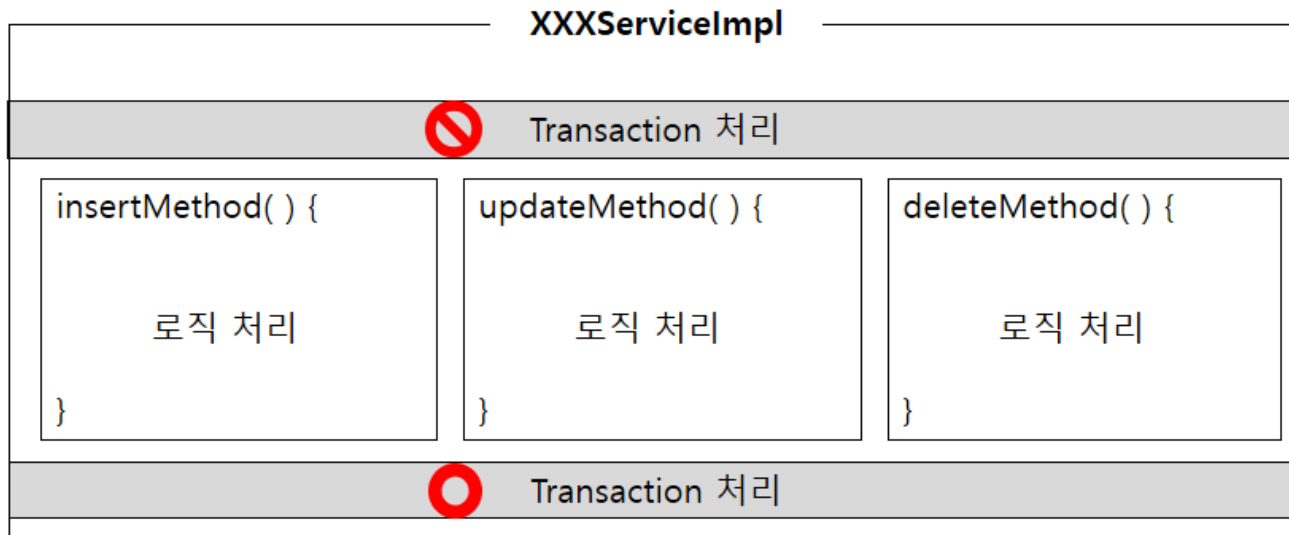 XXXServiceImpl
Transaction 처리
insertMethod( ) {
로직 처리
}
updateMethod( ) {
로직 처리
}
deleteMethod( ) {
로직 처리
}
Transaction 처리